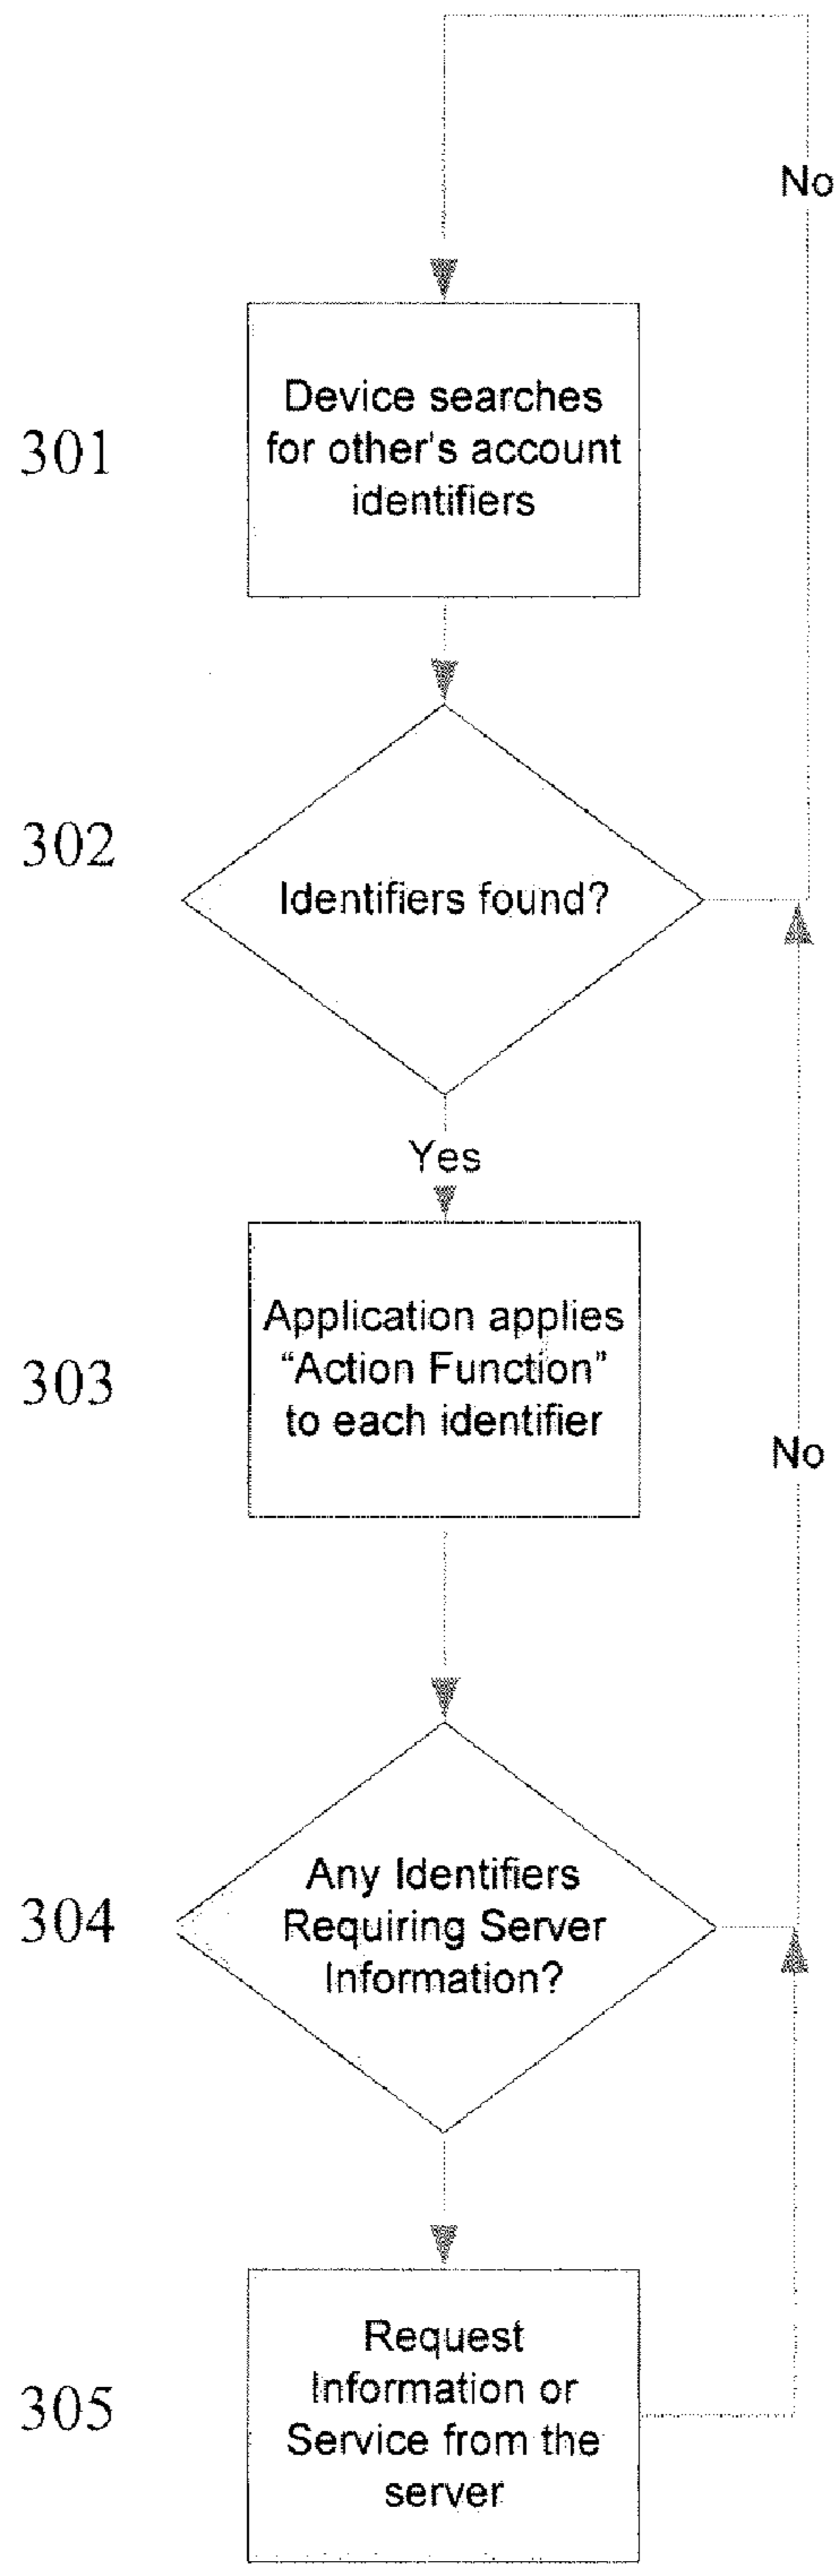 No
301
Device searches
for other's account
identifiers
302
Identifiers found?
Yes
303
Application applies
“Action Function”
to each identifier
No
304
Any Identifiers
Requiring Server
Information?
305
Request
Information or
Service from the
server